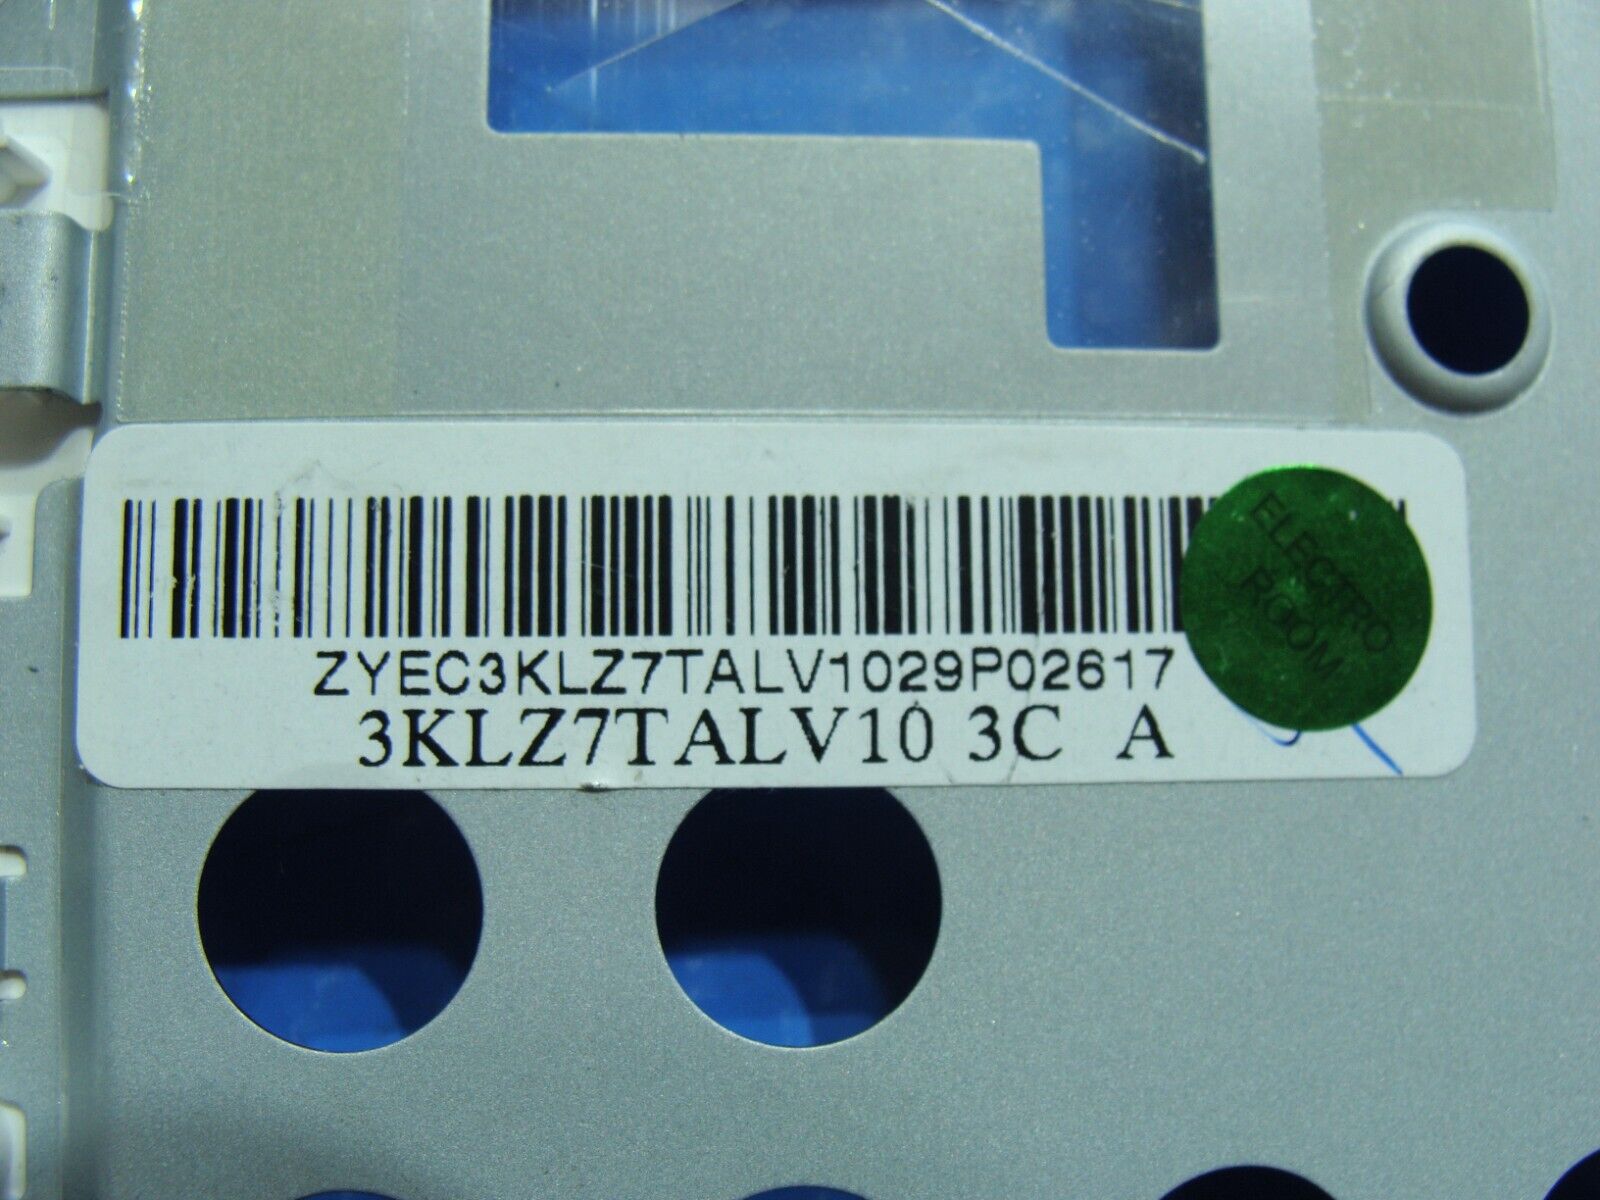 ELECTRO
ROOM
ZYEC3KLZ7TALV1029P02617
3KLZ7TALV10 3C A